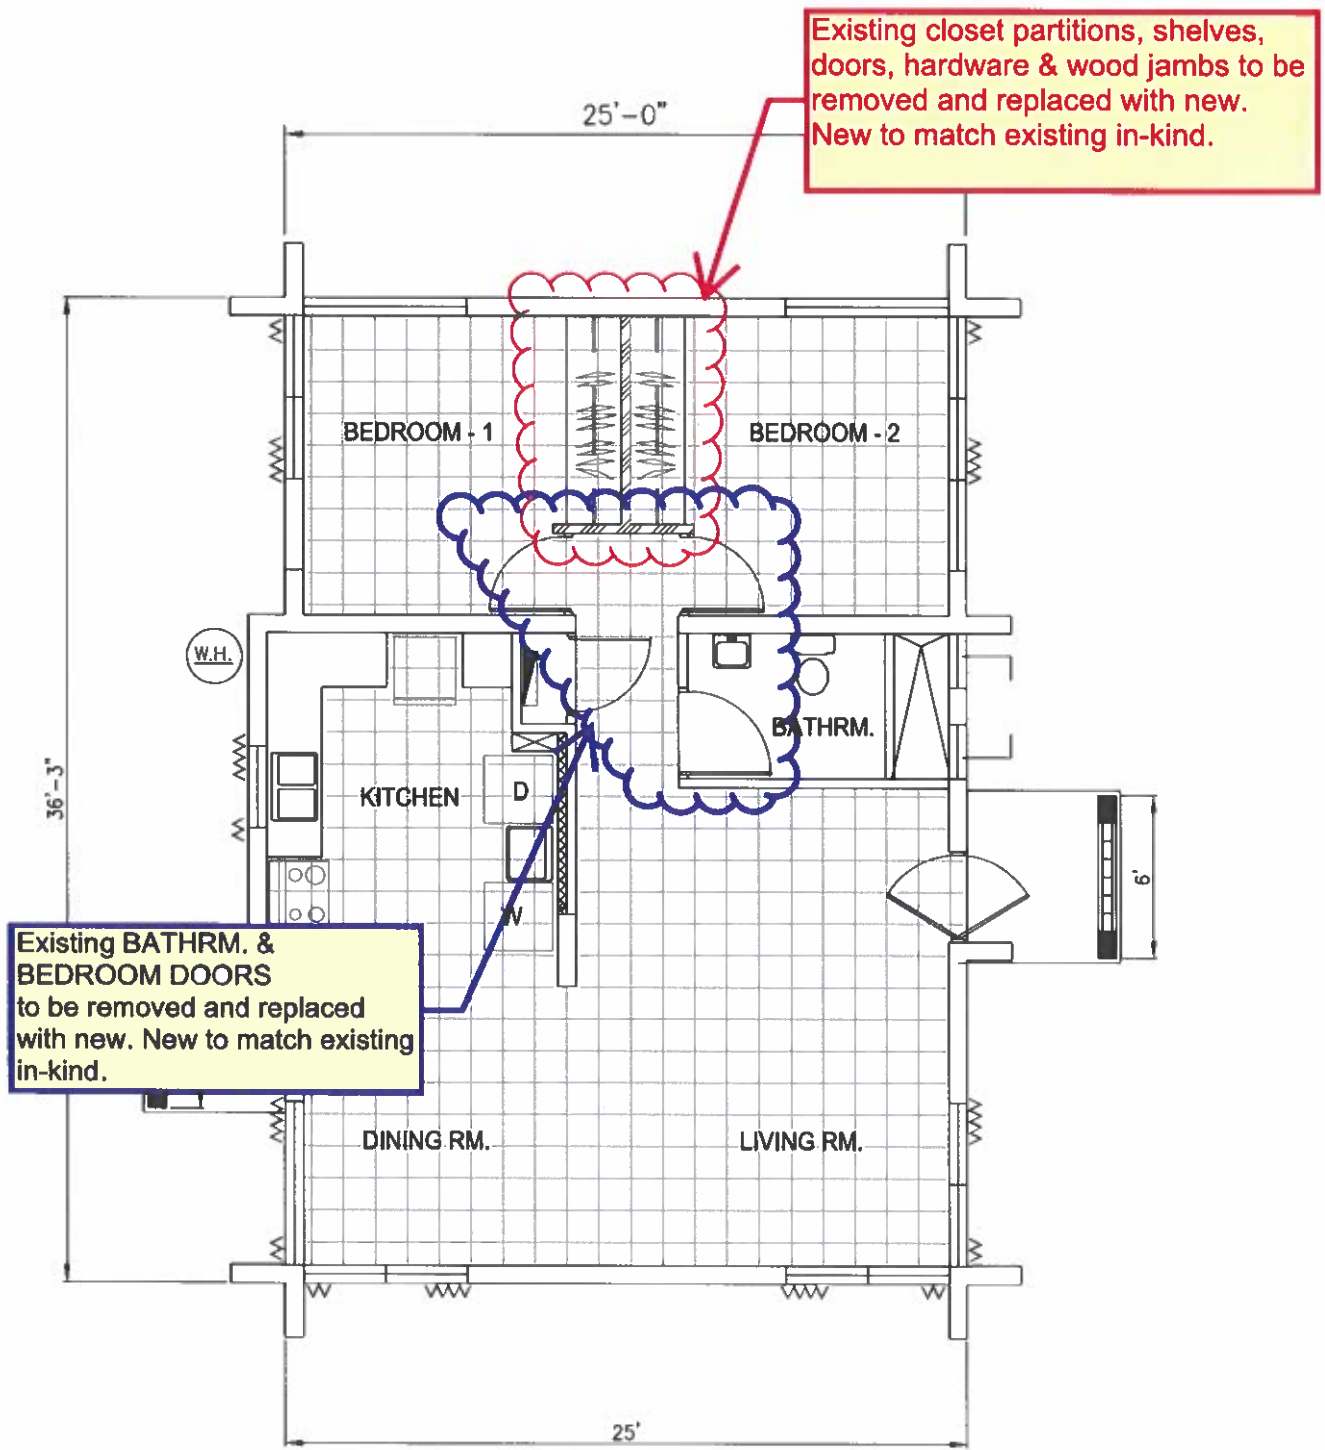 Existing closet partitions, shelves,
doors, hardware & wood jambs to be
removed and replaced with new.
New to match existing in-kind.
25'-0"
BEDROOM - 1
BEDROOM - 2
W.H.
BATHRM.
36'-3"
KITCHEN
D
6'
W
Existing BATHRM. &
BEDROOM DOORS
to be removed and replaced
with new. New to match existing
in-kind.
DINING RM.
LIVING RM.
25'